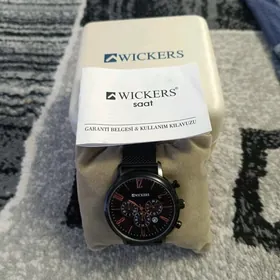 WICKERS
WICKERS®
saat
GARANTİ BELGESİ & KULLANIM KILAVUZU
WICKERS